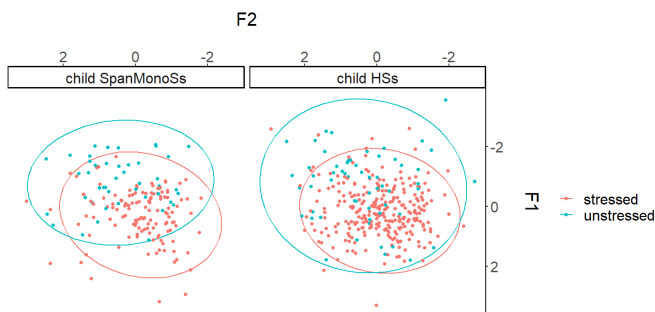 F2
2 0 -2 2 0 -2
child SpanMonoSs child HSs
-2
F1
0
2
stressed
unstressed